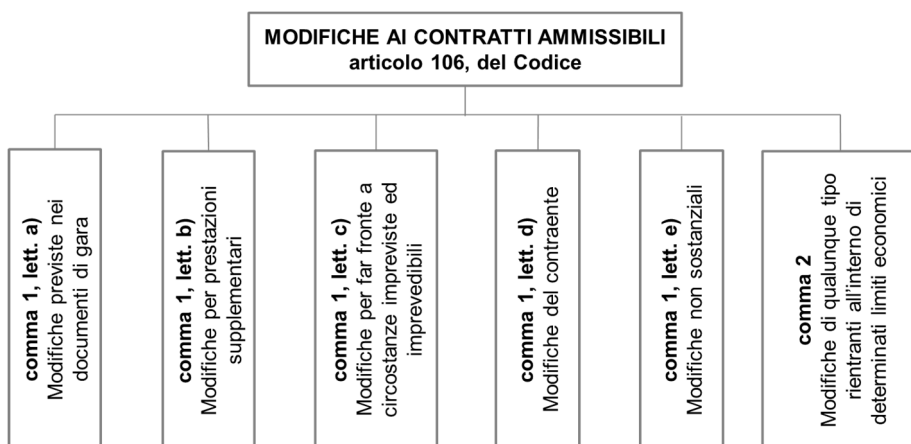 MODIFICHE AI CONTRATTI AMMISSIBILI
articolo 106, del Codice
comma 1, lett. a)
Modifiche previste nei
documenti di gara
comma 1, lett. b)
Modifiche per prestazioni
supplementari
comma 1, lett. c)
Modifiche per far fronte a
circostanze impreviste ed
imprevedibili
comma 1, lett. d)
Modifiche del contraente
comma 1, lett. e)
Modifiche non sostanziali
comma 2
Modifiche di qualunque tipo
rientranti all'interno di
determinati limiti economici